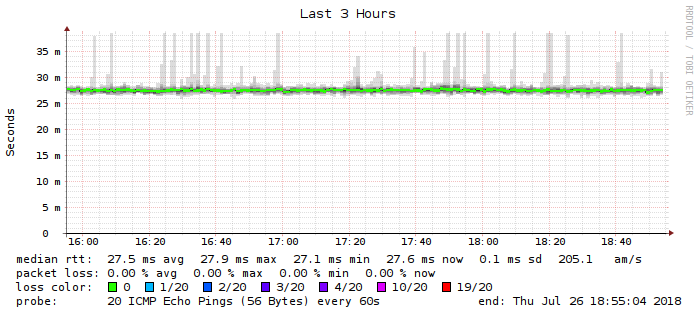 Last 3 Hours
RRDTOOL / TOBI OETIKER
Seconds
35 m
30 m
25 m
20 m
15 m
10 m
5 m
0
16:00 16:20 16:40 17:00 17:20 17:40 18:00 18:20 18:40
median rtt: 27.5 ms avg 27.9 ms max 27.1 ms min 27.6 ms now 0.1 ms sd 205.1 am/s
packet loss: 0.00 % avg 0.00 % max 0.00 % min 0.00 % now
loss color: 0 1/20 2/20 3/20 4/20 10/20 19/20
probe: 20 ICMP Echo Pings (56 Bytes) every 60s end: Thu Jul 26 18:55:04 2018